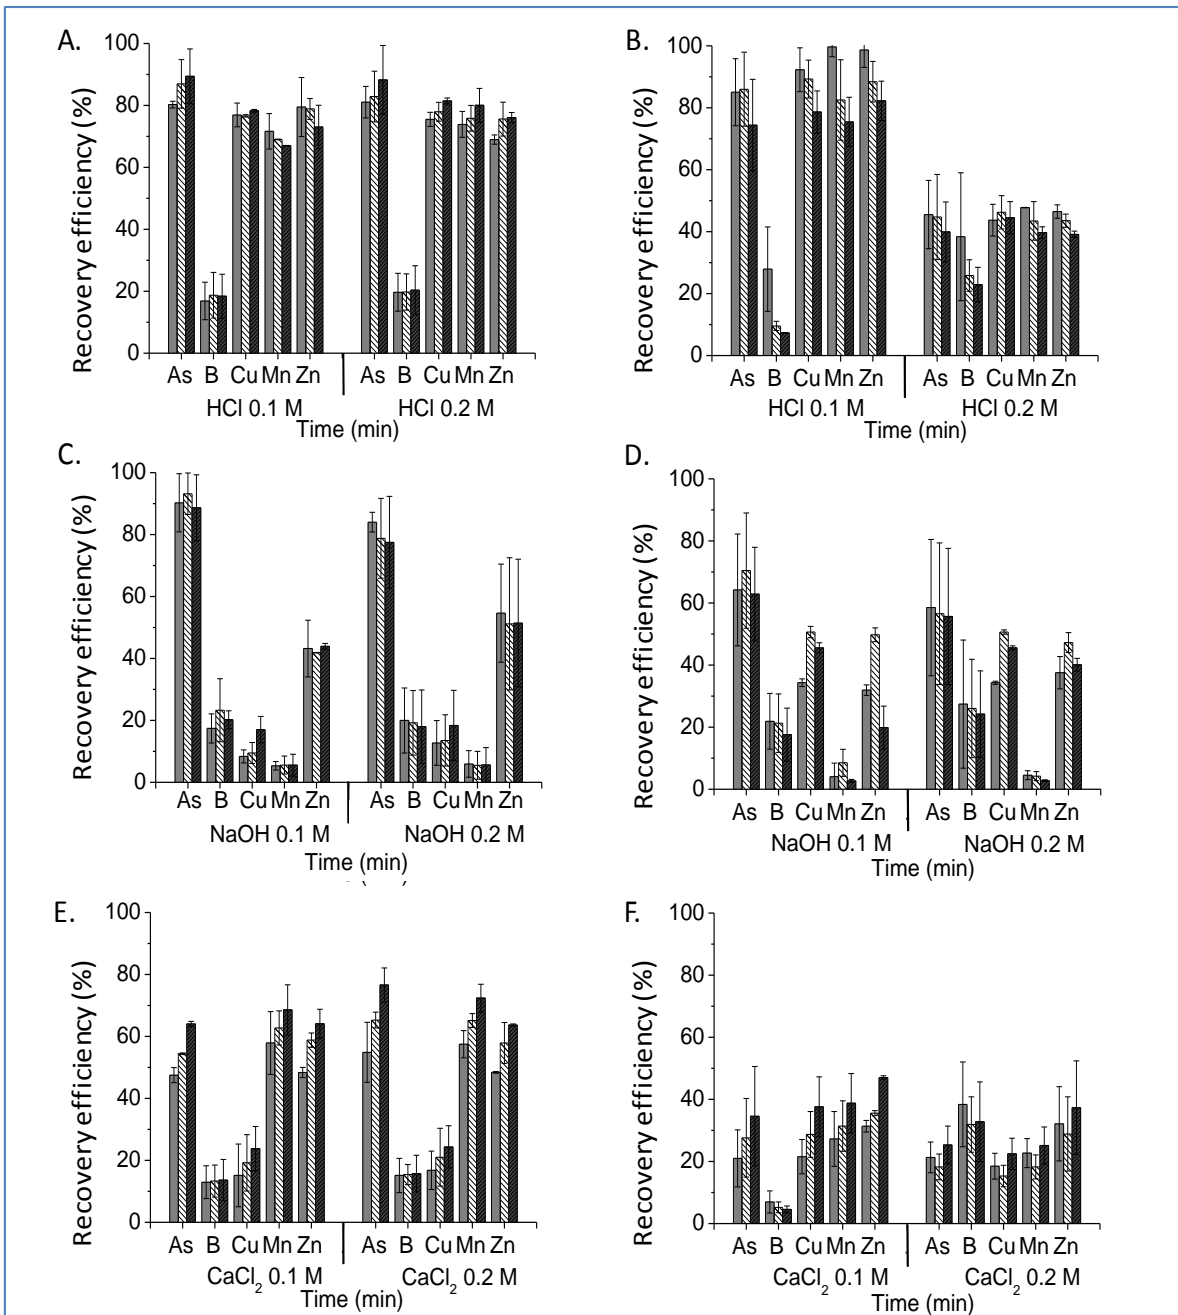 A.
Recovery efficiency (%)
100
80
60
40
20
0
As B Cu Mn Zn As B Cu Mn Zn
HCl 0.1 M HCl 0.2 M
Time (min)
B.
Recovery efficiency (%)
100
80
60
40
20
0
As B Cu Mn Zn As B Cu Mn Zn
HCl 0.1 M HCl 0.2 M
Time (min)
C.
Recovery efficiency (%)
100
80
60
40
20
0
As B Cu Mn Zn As B Cu Mn Zn
NaOH 0.1 M NaOH 0.2 M
Time (min)
D.
Recovery efficiency (%)
100
80
60
40
20
0
As B Cu Mn Zn As B Cu Mn Zn
NaOH 0.1 M NaOH 0.2 M
Time (min)
E.
Recovery efficiency (%)
100
80
60
40
20
0
As B Cu Mn Zn As B Cu Mn Zn
CaCl₂ 0.1 M CaCl₂ 0.2 M
Time (min)
F.
Recovery efficiency (%)
100
80
60
40
20
0
As B Cu Mn Zn As B Cu Mn Zn
CaCl₂ 0.1 M CaCl₂ 0.2 M
Time (min)